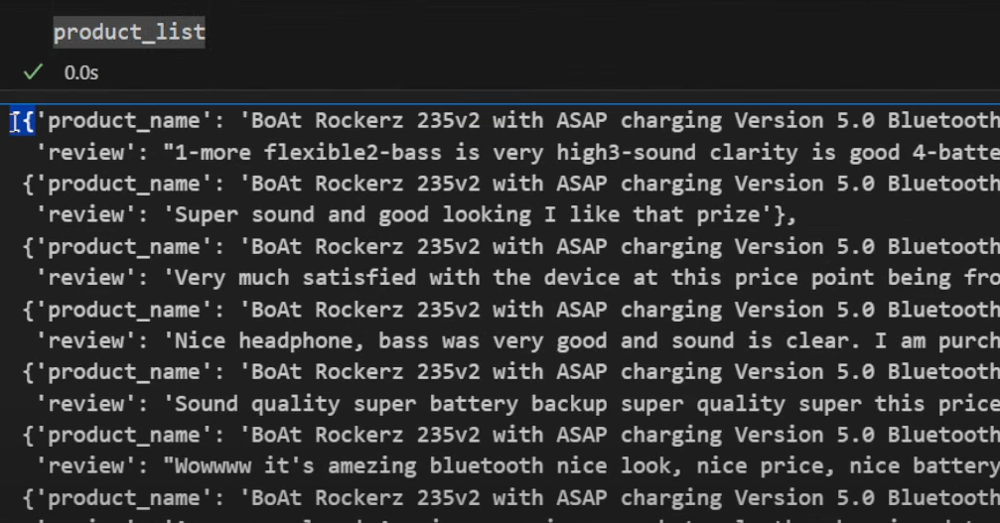 product_list
0.0s
[{'product_name': 'BoAt Rockerz 235v2 with ASAP charging Version 5.0 Bluetooth
'review': "1-more flexible2-bass is very high3-sound clarity is good 4-batte
{'product_name': 'BoAt Rockerz 235v2 with ASAP charging Version 5.0 Bluetooth
'review': 'Super sound and good looking I like that prize'},
{'product_name': 'BoAt Rockerz 235v2 with ASAP charging Version 5.0 Bluetooth
'review': 'Very much satisfied with the device at this price point being fro
{'product_name': 'BoAt Rockerz 235v2 with ASAP charging Version 5.0 Bluetooth
'review': 'Nice headphone, bass was very good and sound is clear. I am purch
{'product_name': 'BoAt Rockerz 235v2 with ASAP charging Version 5.0 Bluetooth
'review': 'Sound quality super battery backup super quality super this price
{'product_name': 'BoAt Rockerz 235v2 with ASAP charging Version 5.0 Bluetooth
'review': "Wowwww it's amezing bluetooth nice look, nice price, nice battery
{'product_name': 'BoAt Rockerz 235v2 with ASAP charging Version 5.0 Bluetooth